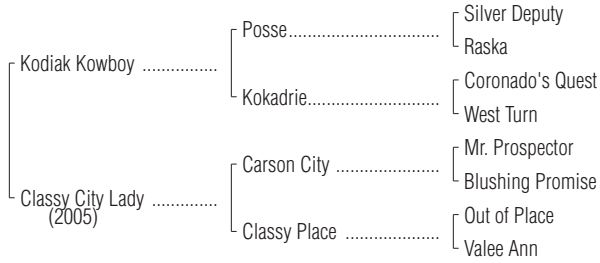 Silver Deputy
Posse..................................
Raska
Kodiak Kowboy ...............
Coronado's Quest
Kokadrie.............................
West Turn
Mr. Prospector
Carson City ......................
Blushing Promise
Classy City Lady .............
(2005)
Out of Place
Classy Place ....................
Valee Ann